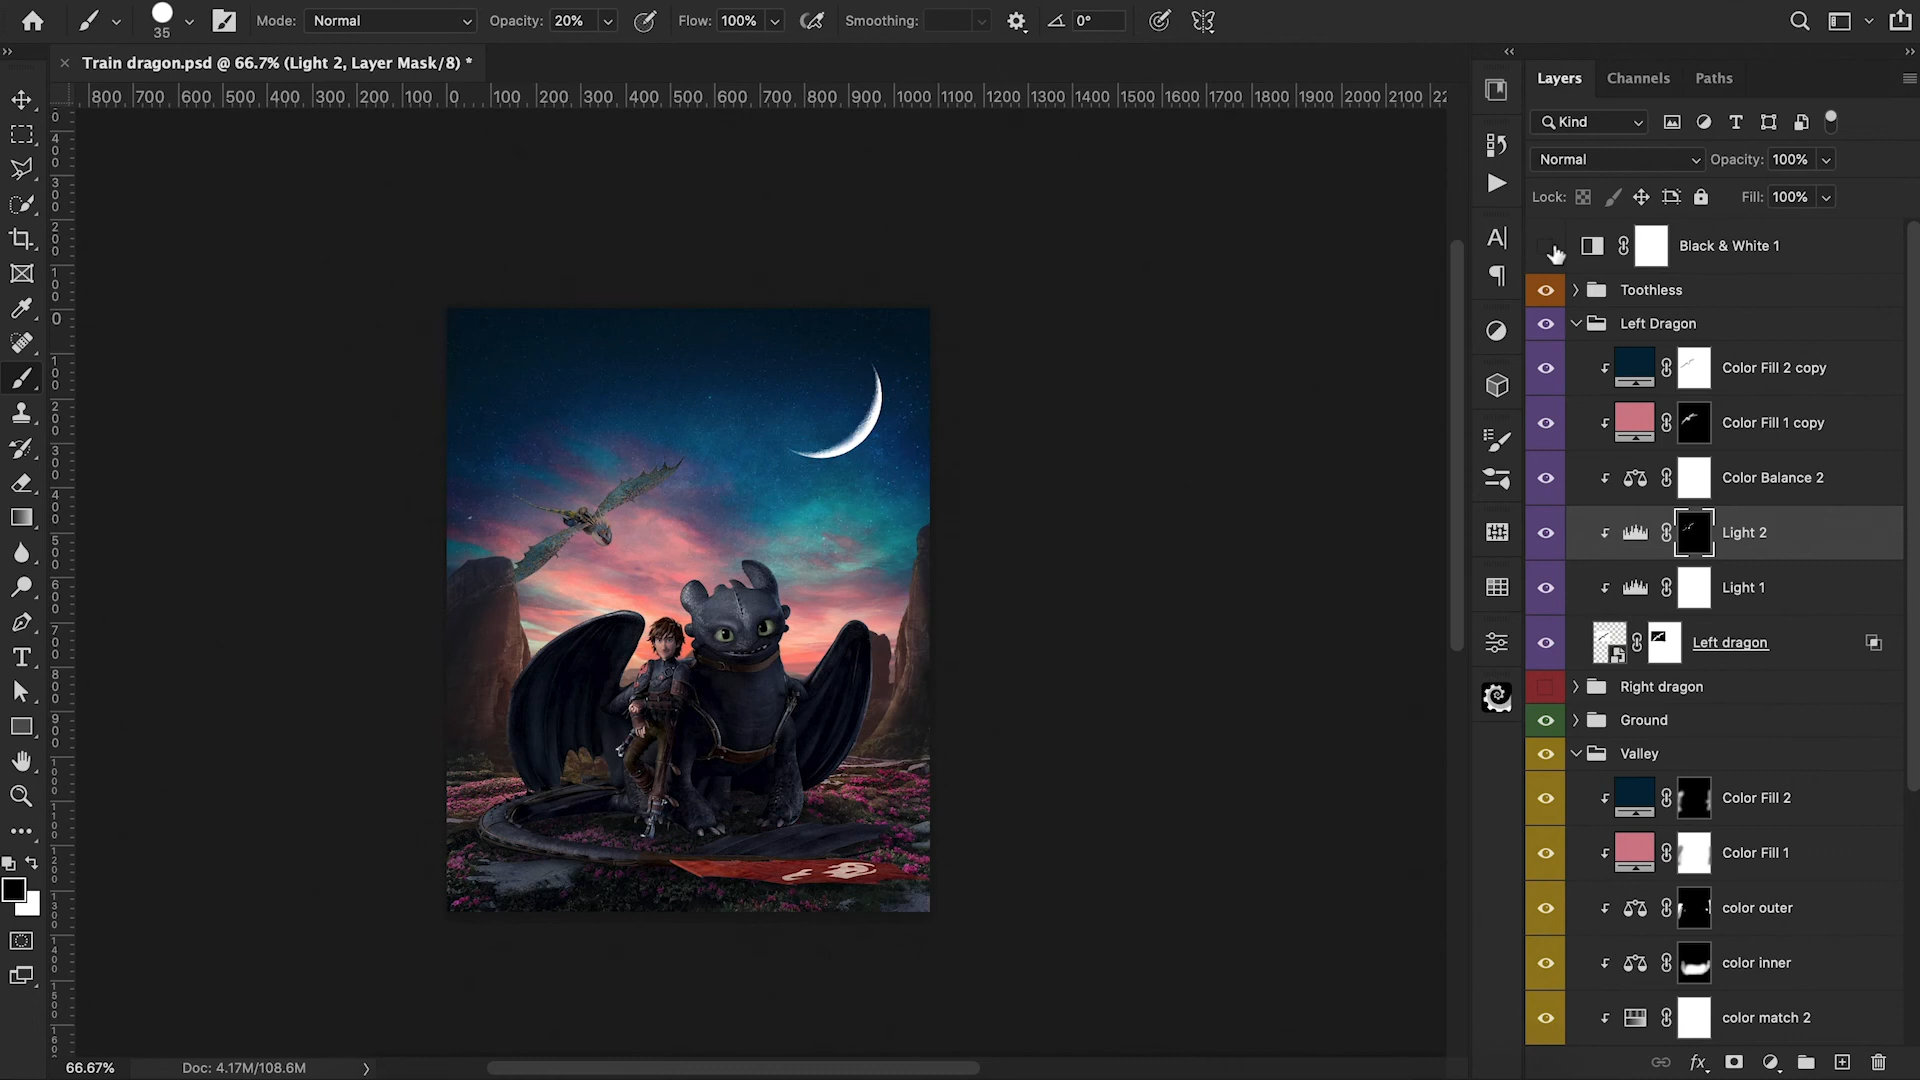 35
Mode:
Normal
Opacity:
20%
Flow:
100%
Smoothing:
0°
Train dragon.psd @ 66.7% (Light 2, Layer Mask/8) *
800 700 600 500 400 300 200 100 0 100 200 300 400 500 600 700 800 900 1000 1100 1200 1300 1400 1500 1600 1700 1800 1900 2000 2100 22
Layers
Channels
Paths
Kind
Normal
Opacity:
100%
Lock:
Fill:
100%
Black & White 1
Toothless
Left Dragon
Color Fill 2 copy
Color Fill 1 copy
Color Balance 2
Light 2
Light 1
Left dragon
Right dragon
Ground
Valley
Color Fill 2
Color Fill 1
color outer
color inner
color match 2
fx
66.67%
Doc: 4.17M/108.6M